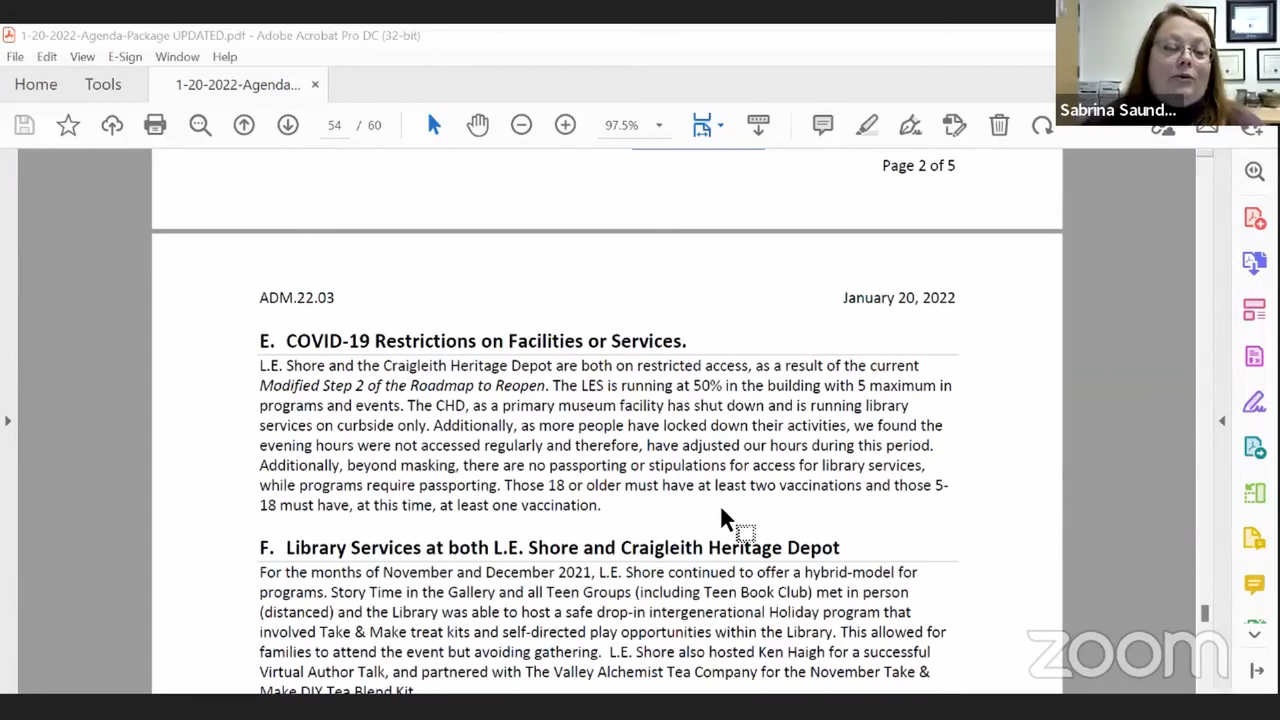 1-20-2022-Agenda-Package UPDATED.pdf - Adobe Acrobat Pro DC (32-bit)
File Edit View E-Sign Window Help
Home Tools 1-20-2022-Agenda... ×
54 / 60 97.5%
Sabrina Saund...
Page 2 of 5
ADM.22.03 January 20, 2022
E. COVID-19 Restrictions on Facilities or Services.
L.E. Shore and the Craigleith Heritage Depot are both on restricted access, as a result of the current
Modified Step 2 of the Roadmap to Reopen. The LES is running at 50% in the building with 5 maximum in
programs and events. The CHD, as a primary museum facility has shut down and is running library
services on curbside only. Additionally, as more people have locked down their activities, we found the
evening hours were not accessed regularly and therefore, have adjusted our hours during this period.
Additionally, beyond masking, there are no passporting or stipulations for access for library services,
while programs require passporting. Those 18 or older must have at least two vaccinations and those 5-
18 must have, at this time, at least one vaccination.
F. Library Services at both L.E. Shore and Craigleith Heritage Depot
For the months of November and December 2021, L.E. Shore continued to offer a hybrid-model for
programs. Story Time in the Gallery and all Teen Groups (including Teen Book Club) met in person
(distanced) and the Library was able to host a safe drop-in intergenerational Holiday program that
involved Take & Make treat kits and self-directed play opportunities within the Library. This allowed for
families to attend the event but avoiding gathering. L.E. Shore also hosted Ken Haigh for a successful
Virtual Author Talk, and partnered with The Valley Alchemist Tea Company for the November Take &
Make DIY Tea Blend Kit.
zoom